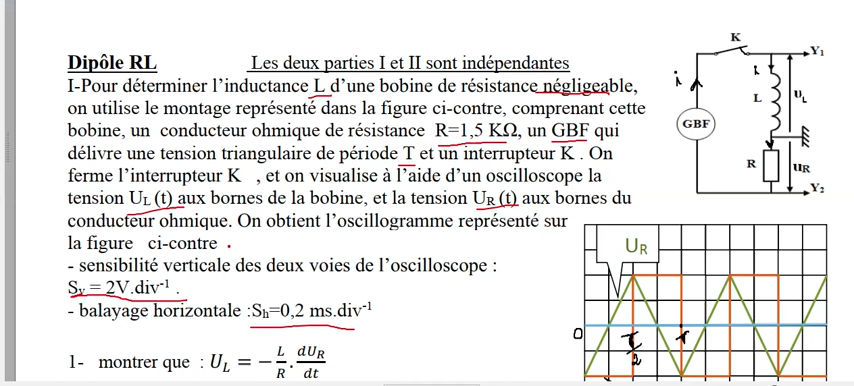 Dipôle RL Les deux parties I et II sont indépendantes
I-Pour déterminer l'inductance L d'une bobine de résistance négligeable,
on utilise le montage représenté dans la figure ci-contre, comprenant cette
bobine, un conducteur ohmique de résistance R=1,5 KΩ, un GBF qui
délivre une tension triangulaire de période T et un interrupteur K . On
ferme l'interrupteur K , et on visualise à l'aide d'un oscilloscope la
tension UL (t) aux bornes de la bobine, et la tension UR (t) aux bornes du
conducteur ohmique. On obtient l'oscillogramme représenté sur
la figure ci-contre .
- sensibilité verticale des deux voies de l'oscilloscope :
Sv = 2V.div⁻¹ .
- balayage horizontale :Sh=0,2 ms.div⁻¹
1- montrer que : U_L = − L/R . dU_R/dt
K
Y1
i
L
UL
GBF
R
uR
Y2
UR
0
T/2
T